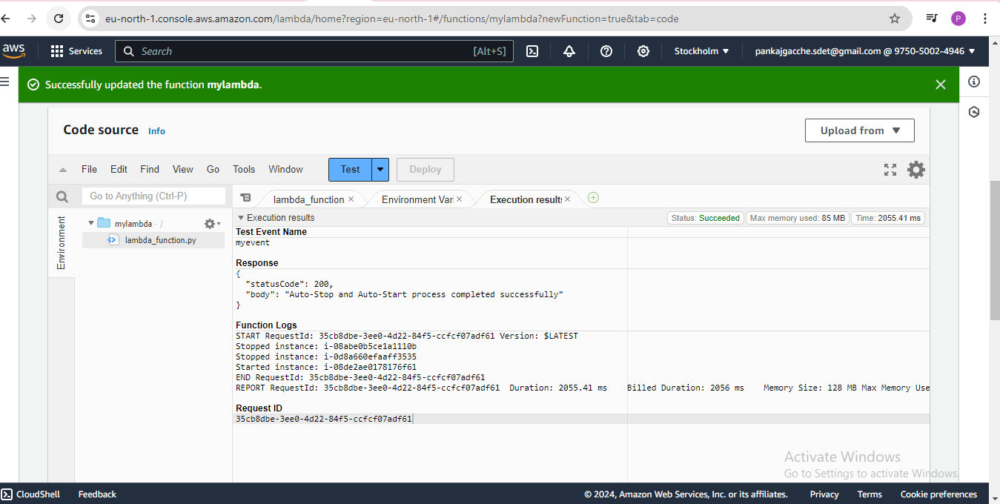 eu-north-1.console.aws.amazon.com/lambda/home?region=eu-north-1#/functions/mylambda?newFunction=true&tab=code
P
aws
Services
Search
[Alt+S]
Stockholm
pankajgacche.sdet@gmail.com @ 9750-5002-4946
Successfully updated the function mylambda.
Code source Info
Upload from
File Edit Find View Go Tools Window Test Deploy
Go to Anything (Ctrl-P)
lambda_function
Environment Vari
Execution results
Environment
mylambda - /
lambda_function.py
Execution results
Status: Succeeded
Max memory used: 85 MB
Time: 2055.41 ms
Test Event Name
myevent
Response
{
"statusCode": 200,
"body": "Auto-Stop and Auto-Start process completed successfully"
}
Function Logs
START RequestId: 35cb8dbe-3ee0-4d22-84f5-ccfcf07adf61 Version: $LATEST
Stopped instance: i-08abe0b5ce1a1110b
Stopped instance: i-0d8a660efaaff3535
Started instance: i-08de2ae0178176f61
END RequestId: 35cb8dbe-3ee0-4d22-84f5-ccfcf07adf61
REPORT RequestId: 35cb8dbe-3ee0-4d22-84f5-ccfcf07adf61 Duration: 2055.41 ms Billed Duration: 2056 ms Memory Size: 128 MB Max Memory Use
Request ID
35cb8dbe-3ee0-4d22-84f5-ccfcf07adf61
Activate Windows
Go to Settings to activate Windows.
CloudShell
Feedback
© 2024, Amazon Web Services, Inc. or its affiliates.
Privacy
Terms
Cookie preferences